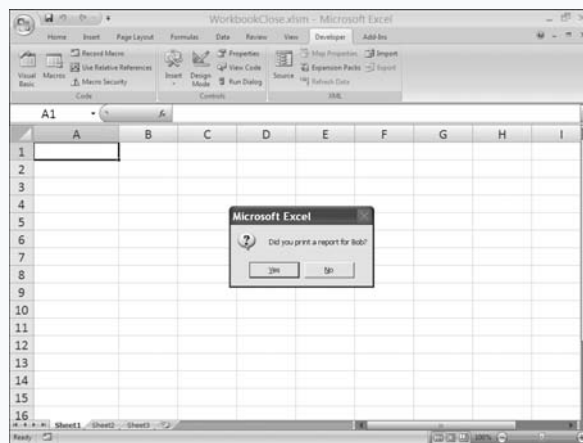 WorkbookClose.xlsm - Microsoft Excel
Home Insert Page Layout Formulas Data Review View Developer Add-Ins
Visual Basic
Macros
Record Macro
Use Relative References
Macro Security
Code
Insert
Design Mode
Properties
View Code
Run Dialog
Controls
Source
Map Properties
Expansion Packs
Refresh Data
Import
Export
XML
A1
fx
A B C D E F G H I
1
2
3
4
5
6
7
8
9
10
11
12
13
14
15
16
Microsoft Excel
Did you print a report for Bob?
Yes No
Sheet1 Sheet2 Sheet3
Ready
100%